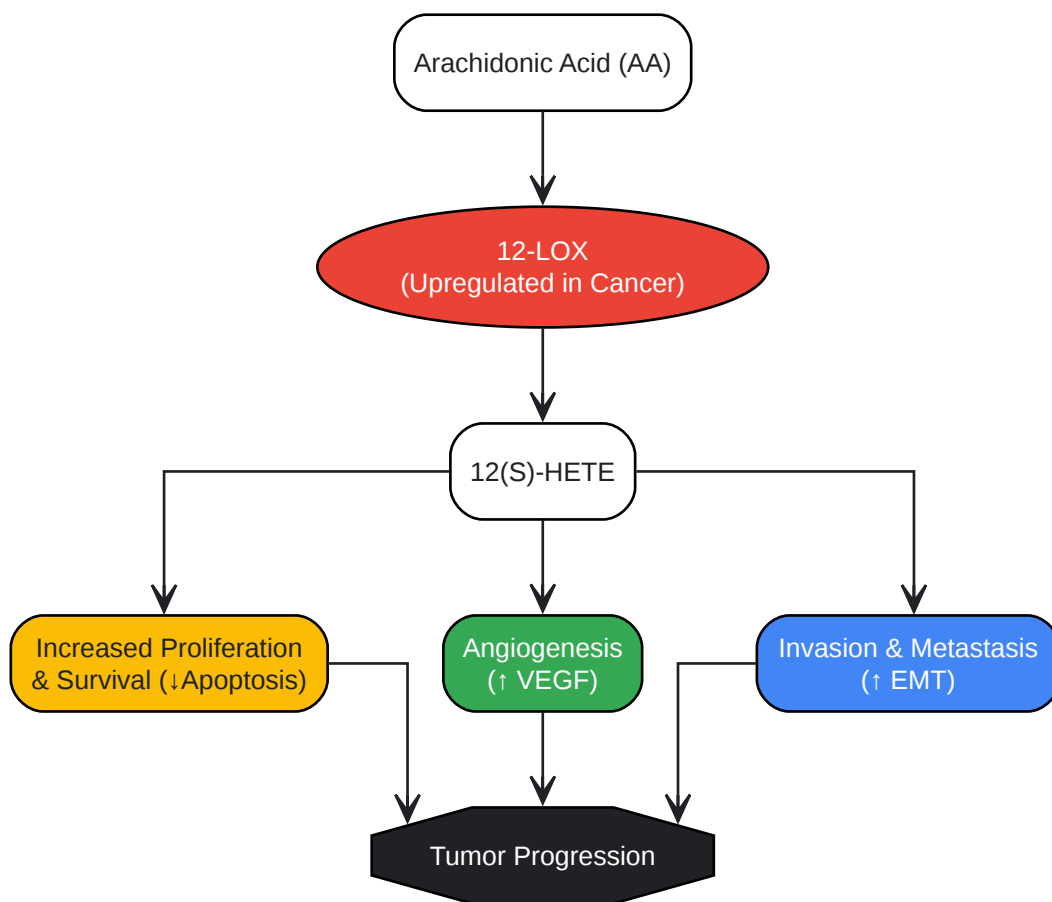 Arachidonic Acid (AA)
12-LOX
(Upregulated in Cancer)
12(S)-HETE
Increased Proliferation
& Survival (↓Apoptosis)
Angiogenesis
(↑ VEGF)
Invasion & Metastasis
(↑ EMT)
Tumor Progression